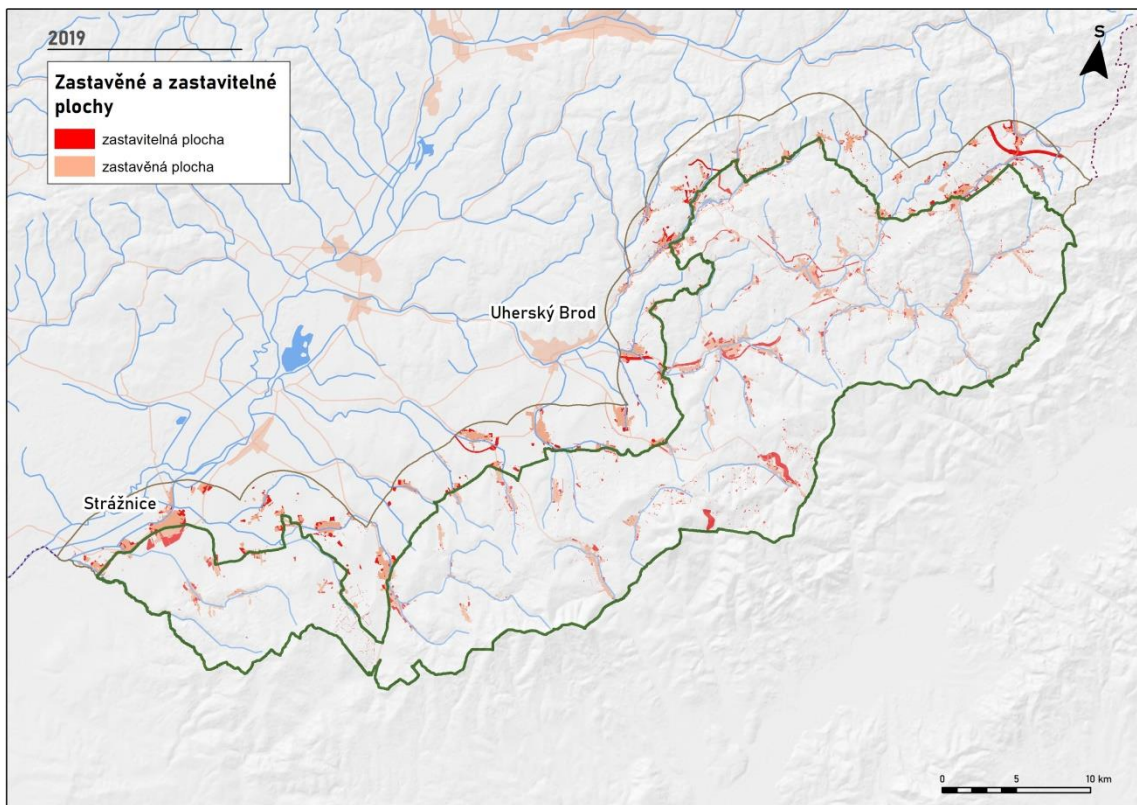 2019
Zastavěné a zastavitelné
plochy
zastavitelná plocha
zastavěná plocha
S
Uherský Brod
Strážnice
0 5 10 km